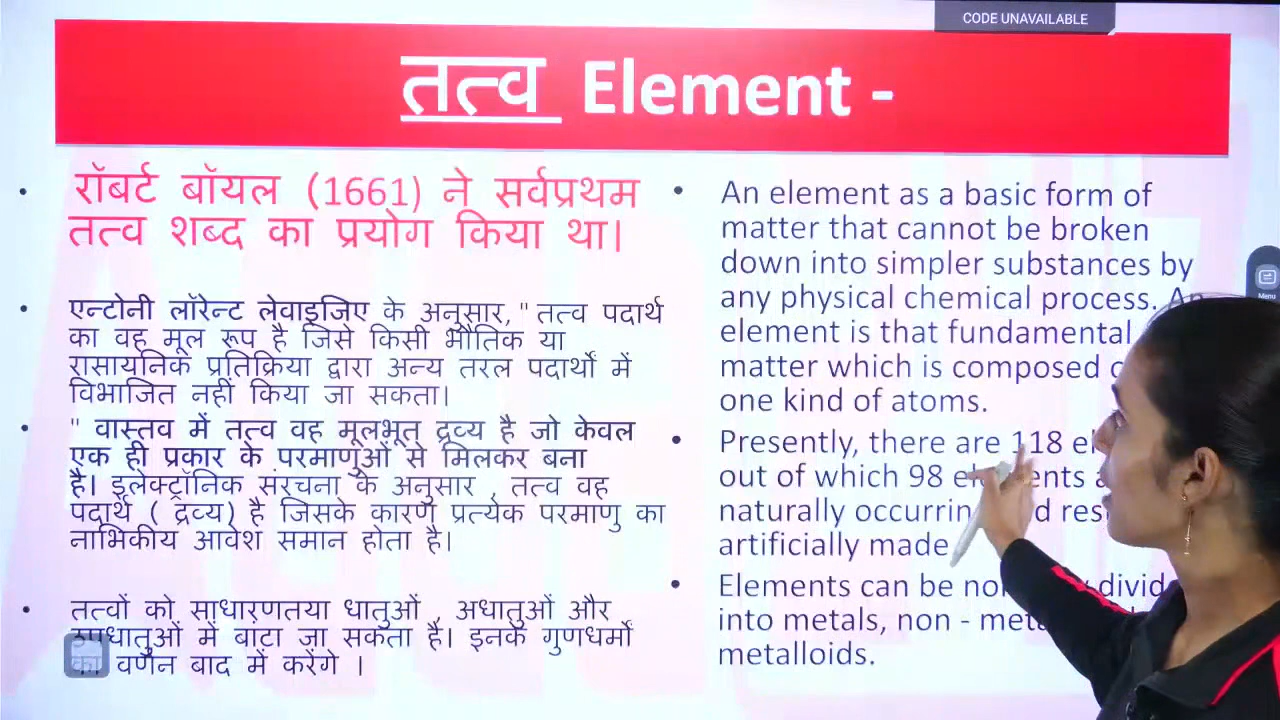 CODE UNAVAILABLE
तत्व Element -
• रॉबर्ट बॉयल (1661) ने सर्वप्रथम
तत्व शब्द का प्रयोग किया था।
• एन्टोनी लॉरेन्ट लेवाइजिए के अनुसार, " तत्व पदार्थ
का वह मूल रूप है जिसे किसी भौतिक या
रासायनिक प्रतिक्रिया द्वारा अन्य तरल पदार्थों में
विभाजित नहीं किया जा सकता।
• " वास्तव में तत्व वह मूलभूत द्रव्य है जो केवल
एक ही प्रकार के परमाणुओं से मिलकर बना
है। इलेक्ट्रॉनिक संरचना के अनुसार , तत्व वह
पदार्थ ( द्रव्य) है जिसके कारण प्रत्येक परमाणु का
नाभिकीय आवेश समान होता है।
• तत्वों को साधारणतया धातुओं , अधातुओं और
उपधातुओं में बाटा जा सकता है। इनके गुणधर्मों
का वर्णन बाद में करेंगे ।
• An element as a basic form of
matter that cannot be broken
down into simpler substances by
any physical chemical process. An
element is that fundamental
matter which is composed
one kind of atoms.
• Presently, there are 118
out of which 98 elements
naturally
artificially made
• Elements can be
into metals, non -
metalloids.
Menu